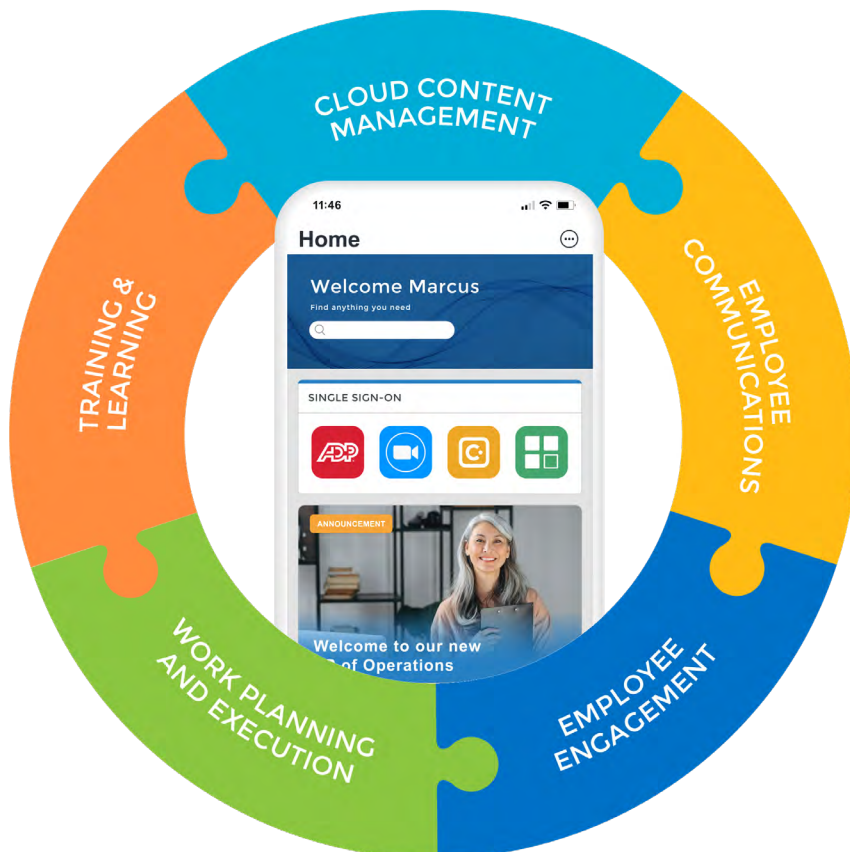 CLOUD CONTENT
MANAGEMENT
EMPLOYEE
COMMUNICATIONS
EMPLOYEE
ENGAGEMENT
WORK PLANNING
AND EXECUTION
TRAINING &
LEARNING
11:46
Home
Welcome Marcus
Find anything you need
SINGLE SIGN-ON
ADP
C
ANNOUNCEMENT
Welcome to our new
of Operations